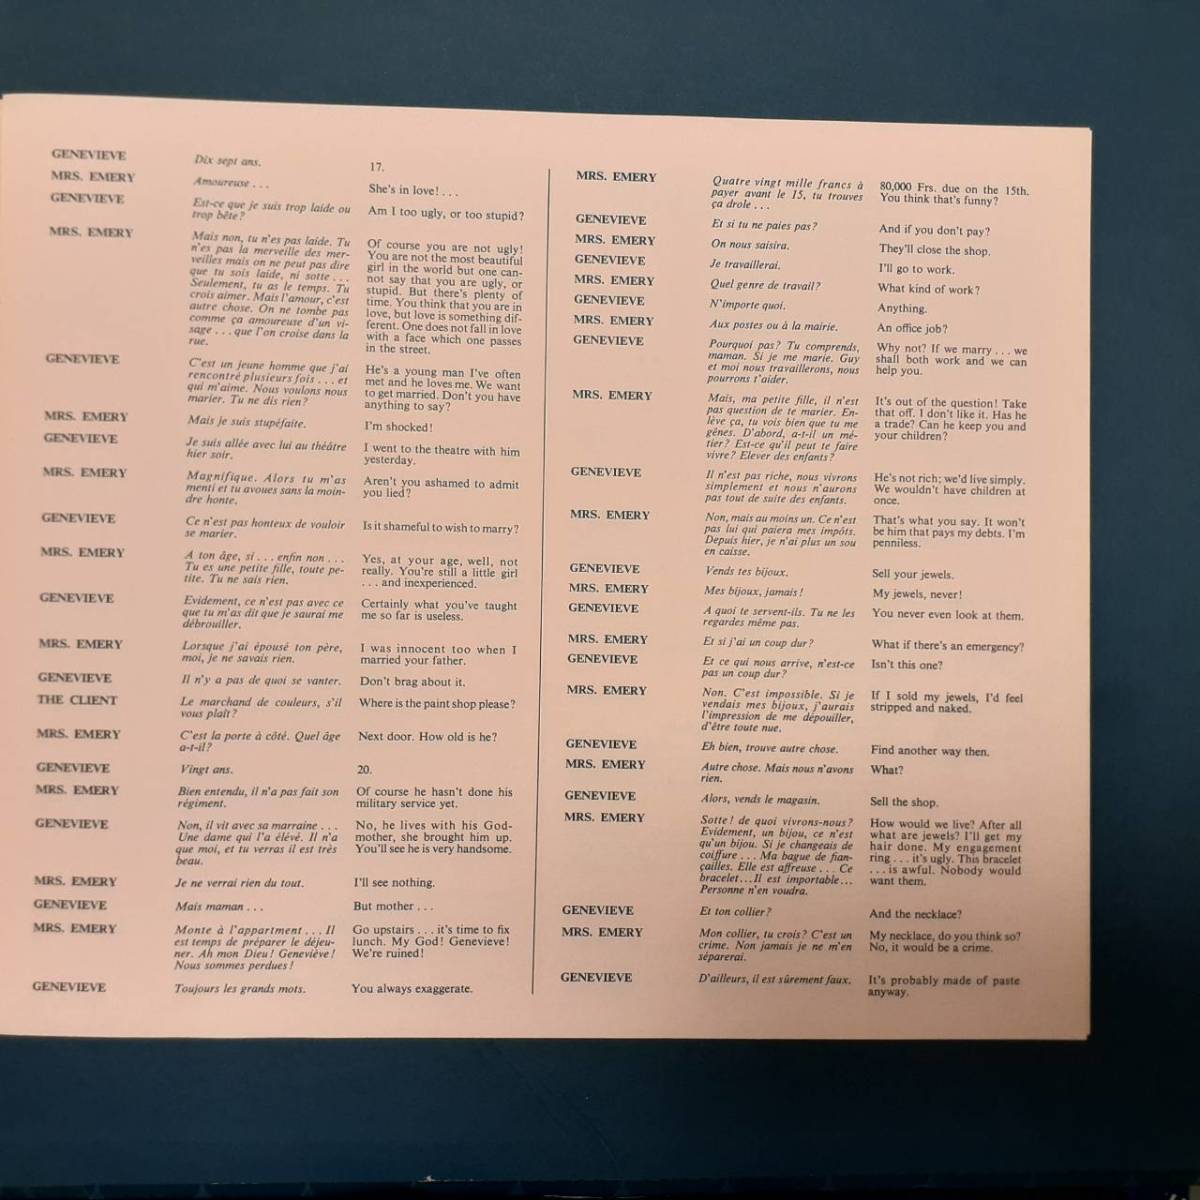 GENEVIEVE
Dix sept ans.
17.
MRS. EMERY
Amoureuse . . .
She's in love! . . .
GENEVIEVE
Est-ce que je suis trop laide ou
trop bête?
Am I too ugly, or too stupid?
MRS. EMERY
Mais non, tu n'es pas laide. Tu
n'es pas la merveille des mer-
veilles mais on ne peut pas dire
que tu sois laide, ni sotte . . .
Seulement, tu as le temps. Tu
crois aimer. Mais l'amour, c'est
autre chose. On ne tombe pas
comme ça amoureuse d'un vi-
sage . . . que l'on croise dans la
rue.
Of course you are not ugly!
You are not the most beautiful
girl in the world but one can-
not say that you are ugly, or
stupid. But there's plenty of
time. You think that you are in
love, but love is something dif-
ferent. One does not fall in love
with a face which one passes
in the street.
GENEVIEVE
C'est un jeune homme que j'ai
rencontré plusieurs fois . . . et
qui m'aime. Nous voulons nous
marier. Tu ne dis rien?
He's a young man I've often
met and he loves me. We want
to get married. Don't you have
anything to say?
MRS. EMERY
Mais je suis stupéfaite.
I'm shocked!
GENEVIEVE
Je suis allée avec lui au théâtre
hier soir.
I went to the theatre with him
yesterday.
MRS. EMERY
Magnifique. Alors tu m'as
menti et tu avoues sans la moin-
dre honte.
Aren't you ashamed to admit
you lied?
GENEVIEVE
Ce n'est pas honteux de vouloir
se marier.
Is it shameful to wish to marry?
MRS. EMERY
A ton âge, si . . . enfin non . . .
Tu es une petite fille, toute pe-
tite. Tu ne sais rien.
Yes, at your age, well, not
really. You're still a little girl
. . . and inexperienced.
GENEVIEVE
Evidement, ce n'est pas avec ce
que tu m'as dit que je saurai me
débrouiller.
Certainly what you've taught
me so far is useless.
MRS. EMERY
Lorsque j'ai épousé ton père,
moi, je ne savais rien.
I was innocent too when I
married your father.
GENEVIEVE
Il n'y a pas de quoi se vanter.
Don't brag about it.
THE CLIENT
Le marchand de couleurs, s'il
vous plaît?
Where is the paint shop please?
MRS. EMERY
C'est la porte à côté. Quel âge
a-t-il?
Next door. How old is he?
GENEVIEVE
Vingt ans.
20.
MRS. EMERY
Bien entendu, il n'a pas fait son
régiment.
Of course he hasn't done his
military service yet.
GENEVIEVE
Non, il vit avec sa marraine . . .
Une dame qui l'a élévé. Il n'a
que moi, et tu verras il est très
beau.
No, he lives with his God-
mother, she brought him up.
You'll see he is very handsome.
MRS. EMERY
Je ne verrai rien du tout.
I'll see nothing.
GENEVIEVE
Mais maman . . .
But mother . . .
MRS. EMERY
Monte à l'appartment . . . Il
est temps de préparer le déjeu-
ner. Ah mon Dieu! Geneviève!
Nous sommes perdues!
Go upstairs . . . it's time to fix
lunch. My God! Genevieve!
We're ruined!
GENEVIEVE
Toujours les grands mots.
You always exaggerate.
MRS. EMERY
Quatre vingt mille francs à
payer avant le 15, tu trouves
ça drole . . .
80,000 Frs. due on the 15th.
You think that's funny?
GENEVIEVE
Et si tu ne paies pas?
And if you don't pay?
MRS. EMERY
On nous saisira.
They'll close the shop.
GENEVIEVE
Je travaillerai.
I'll go to work.
MRS. EMERY
Quel genre de travail?
What kind of work?
GENEVIEVE
N'importe quoi.
Anything.
MRS. EMERY
Aux postes ou à la mairie.
An office job?
GENEVIEVE
Pourquoi pas? Tu comprends,
maman. Si je me marie. Guy
et moi nous travaillerons, nous
pourrons t'aider.
Why not? If we marry . . . we
shall both work and we can
help you.
MRS. EMERY
Mais, ma petite fille, il n'est
pas question de te marier. En-
lève ça, tu vois bien que tu me
gênes. D'abord, a-t-il un mé-
tier? Est-ce qu'il peut te faire
vivre? Elever des enfants?
It's out of the question! Take
that off. I don't like it. Has he
a trade? Can he keep you and
your children?
GENEVIEVE
Il n'est pas riche, nous vivrons
simplement et nous n'aurons
pas tout de suite des enfants.
He's not rich; we'd live simply.
We wouldn't have children at
once.
MRS. EMERY
Non, mais au moins un. Ce n'est
pas lui qui paiera mes impôts.
Depuis hier, je n'ai plus un sou
en caisse.
That's what you say. It won't
be him that pays my debts. I'm
penniless.
GENEVIEVE
Vends tes bijoux.
Sell your jewels.
MRS. EMERY
Mes bijoux, jamais!
My jewels, never!
GENEVIEVE
A quoi te servent-ils. Tu ne les
regardes même pas.
You never even look at them.
MRS. EMERY
Et si j'ai un coup dur?
What if there's an emergency?
GENEVIEVE
Et ce qui nous arrive, n'est-ce
pas un coup dur?
Isn't this one?
MRS. EMERY
Non. C'est impossible. Si je
vendais mes bijoux, j'aurais
l'impression de me dépouiller,
d'être toute nue.
If I sold my jewels, I'd feel
stripped and naked.
GENEVIEVE
Eh bien, trouve autre chose.
Find another way then.
MRS. EMERY
Autre chose. Mais nous n'avons
rien.
What?
GENEVIEVE
Alors, vends le magasin.
Sell the shop.
MRS. EMERY
Sotte! de quoi vivrons-nous?
Evidement, un bijou, ce n'est
qu'un bijou. Si je changeais de
coiffure . . . Ma bague de fian-
çailles. Elle est affreuse . . . Ce
bracelet...Il est importable...
Personne n'en voudra.
How would we live? After all
what are jewels? I'll get my
hair done. My engagement
ring . . . it's ugly. This bracelet
. . . is awful. Nobody would
want them.
GENEVIEVE
Et ton collier?
And the necklace?
MRS. EMERY
Mon collier, tu crois? C'est un
crime. Non jamais je ne m'en
séparerai.
My necklace, do you think so?
No, it would be a crime.
GENEVIEVE
D'ailleurs, il est sûrement faux.
It's probably made of paste
anyway.